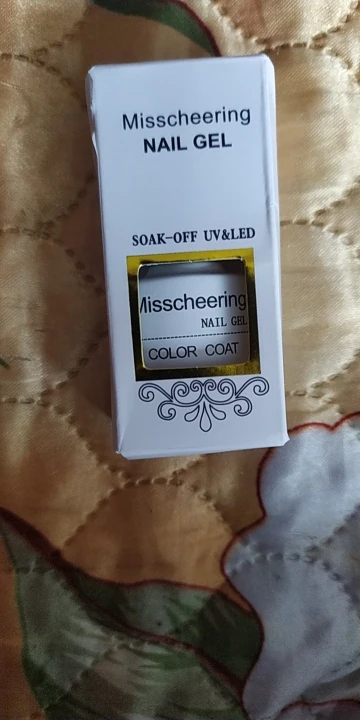 Misscheering
NAIL GEL
SOAK-OFF UV&LED
Misscheering
NAIL GEL
COLOR COAT